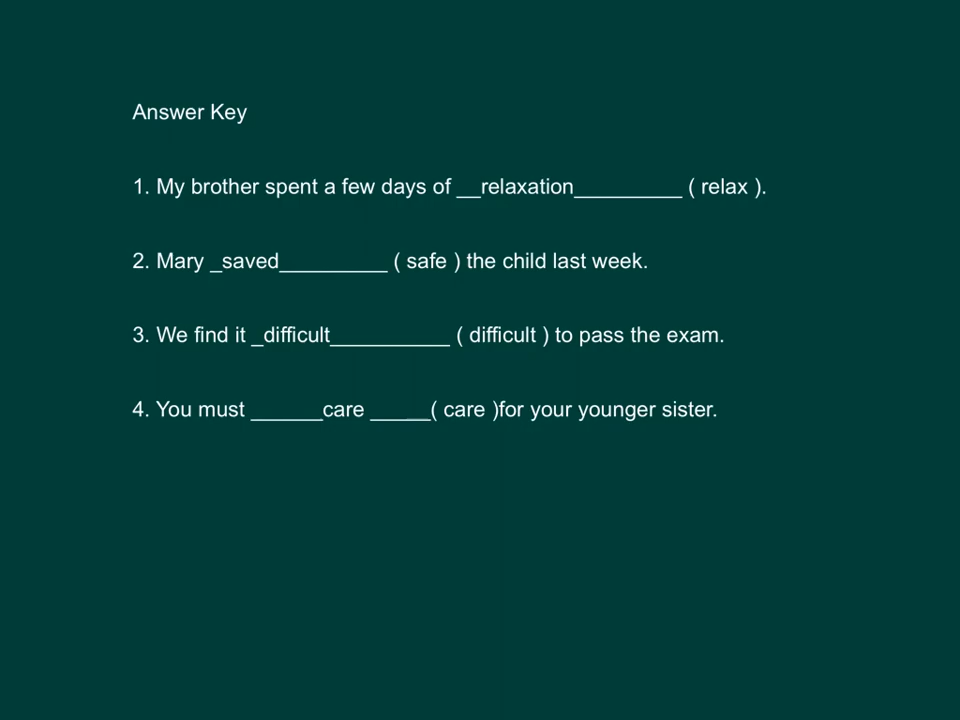 Answer Key
1. My brother spent a few days of __relaxation_________ ( relax ).
2. Mary _saved_________ ( safe ) the child last week.
3. We find it _difficult__________ ( difficult ) to pass the exam.
4. You must ______care _____( care )for your younger sister.